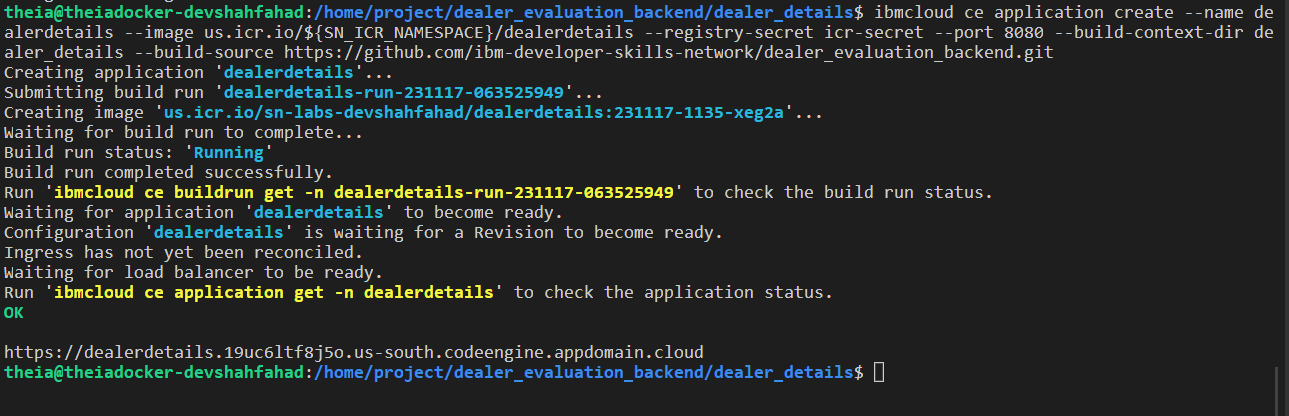 theia@theiadocker-devshahfahad:/home/project/dealer_evaluation_backend/dealer_details$ ibmcloud ce application create --name de
alerdetails --image us.icr.io/${SN_ICR_NAMESPACE}/dealerdetails --registry-secret icr-secret --port 8080 --build-context-dir de
aler_details --build-source https://github.com/ibm-developer-skills-network/dealer_evaluation_backend.git
Creating application 'dealerdetails'...
Submitting build run 'dealerdetails-run-231117-063525949'...
Creating image 'us.icr.io/sn-labs-devshahfahad/dealerdetails:231117-1135-xeg2a'...
Waiting for build run to complete...
Build run status: 'Running'
Build run completed successfully.
Run 'ibmcloud ce buildrun get -n dealerdetails-run-231117-063525949' to check the build run status.
Waiting for application 'dealerdetails' to become ready.
Configuration 'dealerdetails' is waiting for a Revision to become ready.
Ingress has not yet been reconciled.
Waiting for load balancer to be ready.
Run 'ibmcloud ce application get -n dealerdetails' to check the application status.
OK
https://dealerdetails.19uc6ltf8j5o.us-south.codeengine.appdomain.cloud
theia@theiadocker-devshahfahad:/home/project/dealer_evaluation_backend/dealer_details$